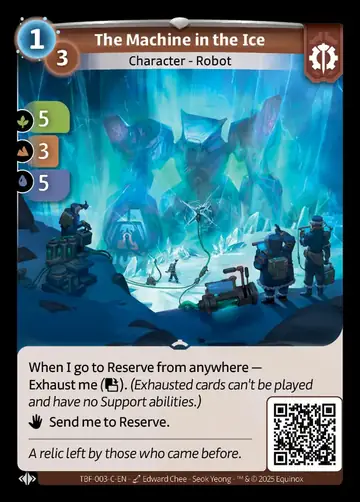 1
3
The Machine in the Ice
Character - Robot
5
3
5
When I go to Reserve from anywhere —
Exhaust me (). (Exhausted cards can't be played
and have no Support abilities.)
Send me to Reserve.
A relic left by those who came before.
TBF-003-C-EN - Edward Chee - Seok Yeong - ™ & © 2025 Equinox